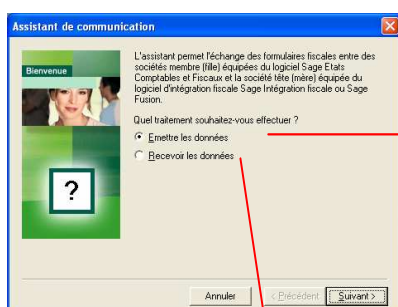 Assistant de communication
Bienvenue
L'assistant permet l'échange des formulaires fiscales entre des
sociétés membre (fille) équipées du logiciel Sage Etats
Comptables et Fiscaux et la société tête (mère) équipée du
logiciel d'intégration fiscale Sage Intégration fiscale ou Sage
Fusion.
Quel traitement souhaitez-vous effectuer ?
Emettre les données
Recevoir les données
?
Annuler
< Précédent
Suivant >